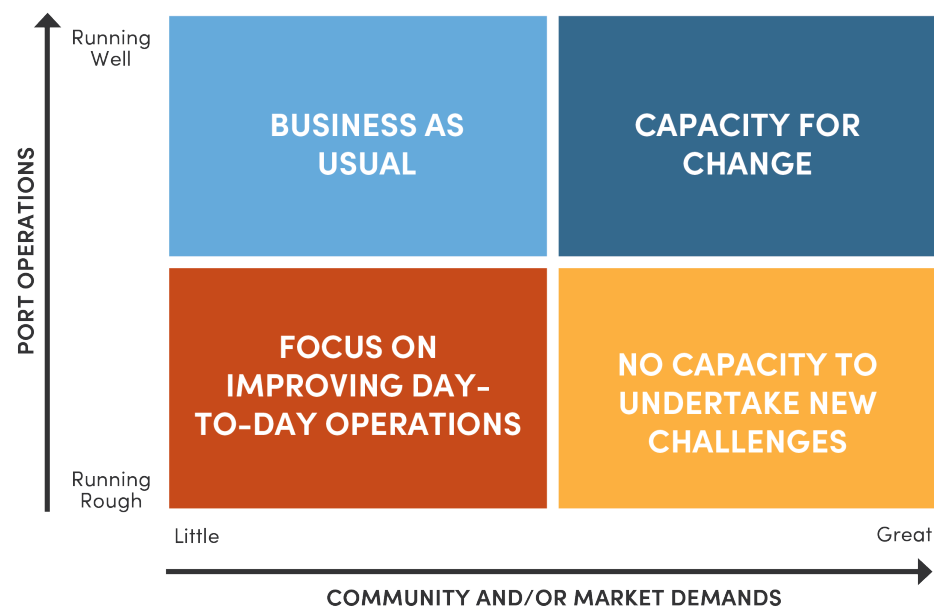 Running
Well
BUSINESS AS
USUAL
CAPACITY FOR
CHANGE
PORT OPERATIONS
FOCUS ON
IMPROVING DAY-
TO-DAY OPERATIONS
NO CAPACITY TO
UNDERTAKE NEW
CHALLENGES
Running
Rough
Little
Great
COMMUNITY AND/OR MARKET DEMANDS